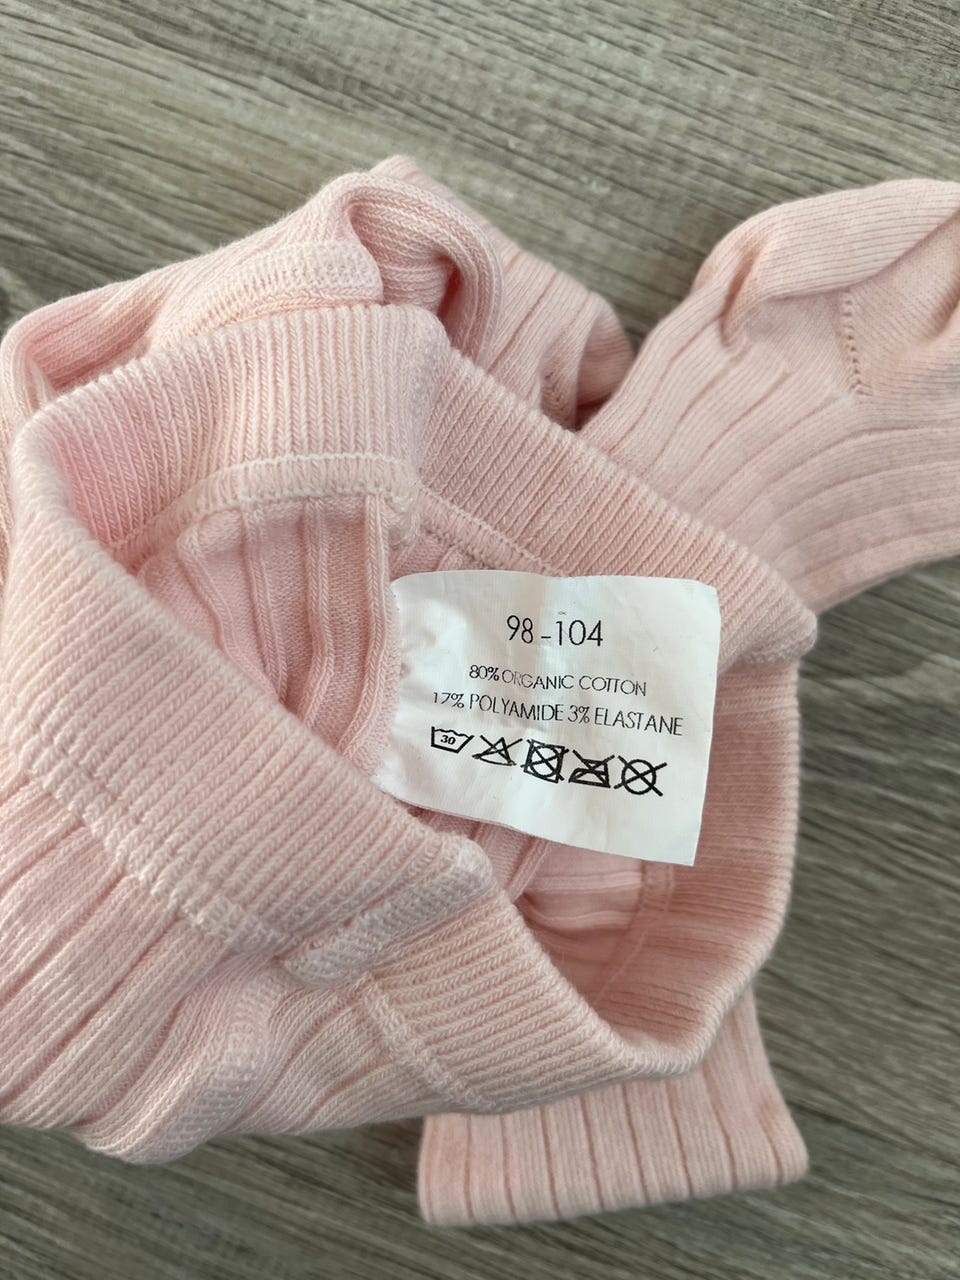 98-104
80% ORGANIC COTTON
17% POLYAMIDE 3% ELASTANE
30